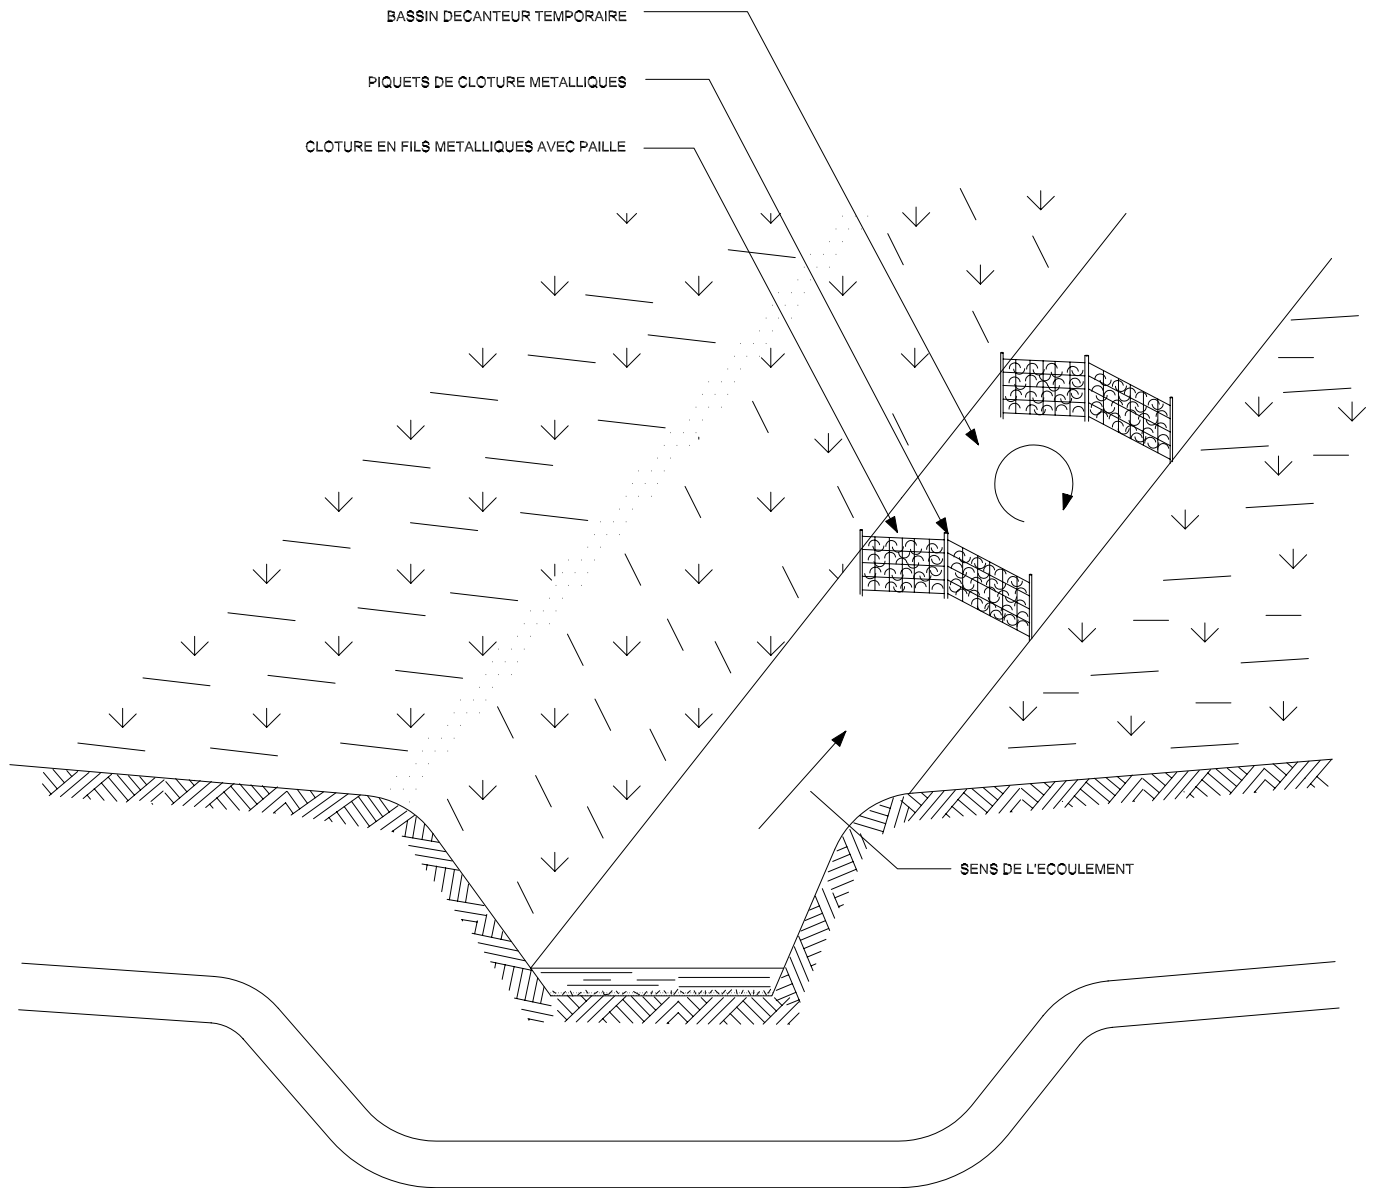 BASSIN DECANTEUR TEMPORAIRE
PIQUETS DE CLOTURE METALLIQUES
CLOTURE EN FILS METALLIQUES AVEC PAILLE
SENS DE L'ECOULEMENT